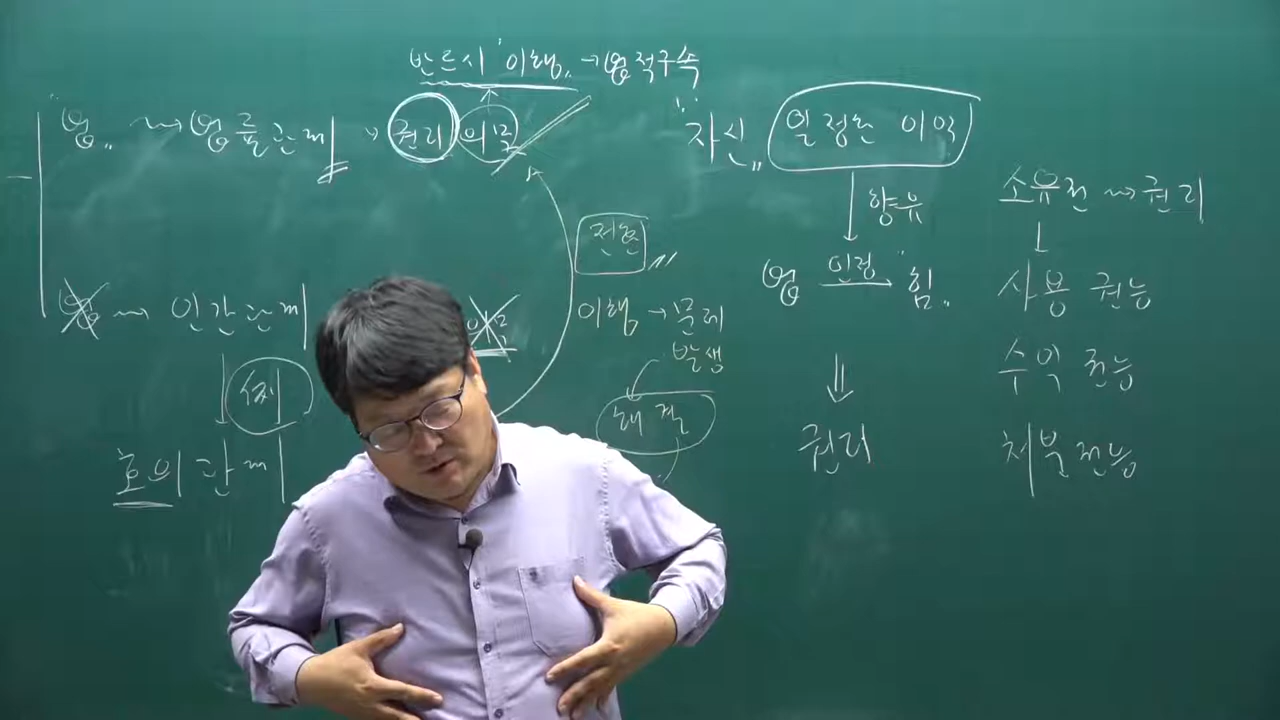 반드시 이행 → 법적구속
법 → 법률관계 → 권리 의무
자신 일정한 이익
향유
법 인정 → 힘
⇓
권리
소유권 → 권리
↓
사용 권능
수익 권능
처분권능
전환
이행 → 문제
발생
해결
법 → 인간관계
호의관계